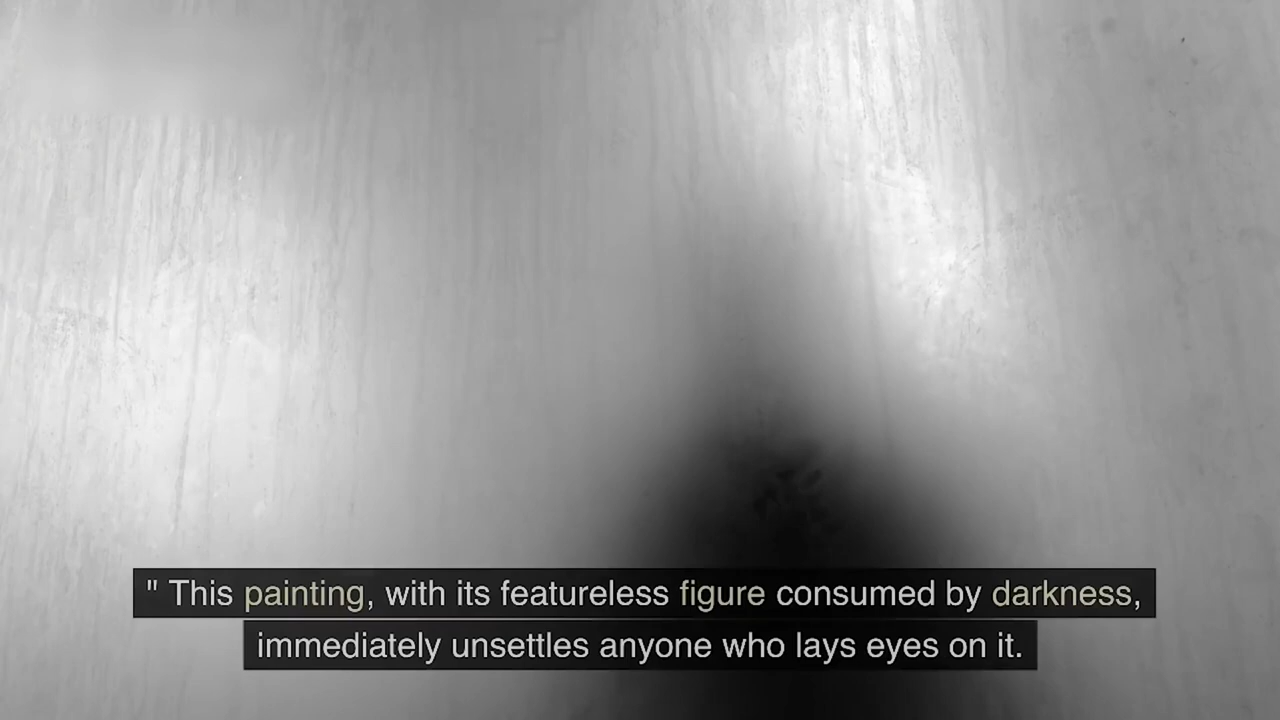 " This painting, with its featureless figure consumed by darkness,
immediately unsettles anyone who lays eyes on it.